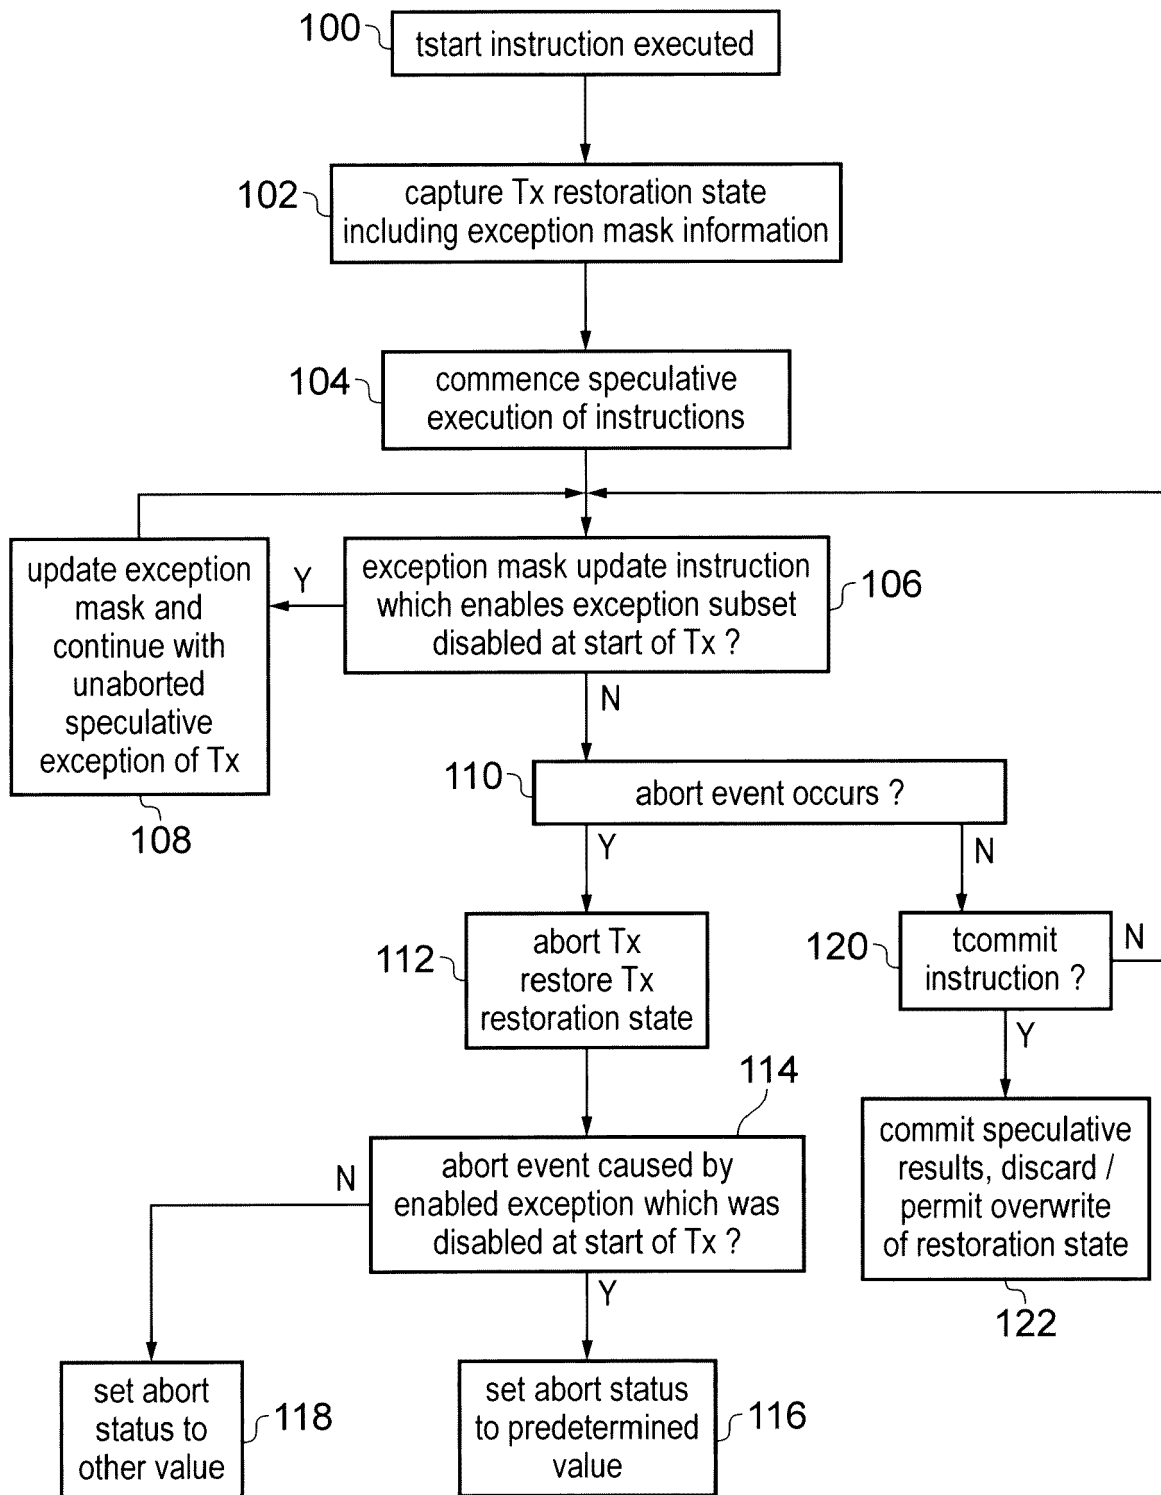 100
tstart instruction executed
102
capture Tx restoration state
including exception mask information
104
commence speculative
execution of instructions
106
exception mask update instruction
which enables exception subset
disabled at start of Tx ?
Y
N
update exception
mask and
continue with
unaborted
speculative
exception of Tx
108
110
abort event occurs ?
Y
N
112
abort Tx
restore Tx
restoration state
120
tcommit
instruction ?
N
Y
114
abort event caused by
enabled exception which was
disabled at start of Tx ?
N
Y
commit speculative
results, discard /
permit overwrite
of restoration state
122
set abort
status to
other value
118
set abort status
to predetermined
value
116